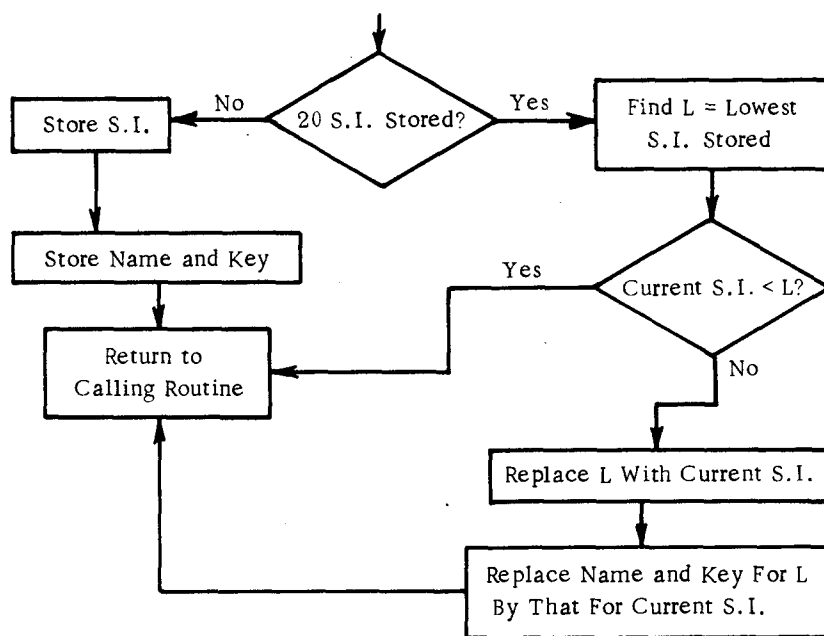 20 S.I. Stored?
No
Yes
Store S.I.
Find L = Lowest
S.I. Stored
Store Name and Key
Yes
Current S.I. < L?
Return to
Calling Routine
No
Replace L With Current S.I.
Replace Name and Key For L
By That For Current S.I.